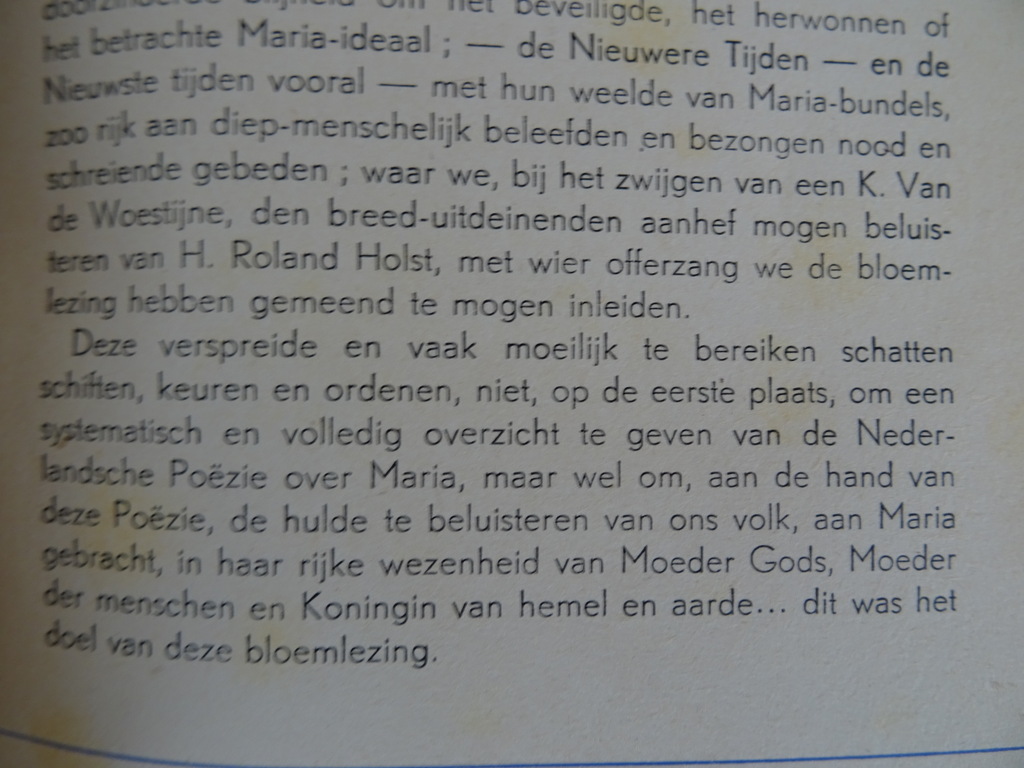 blijheid om het beveiligde, het herwonnen of
het betrachte Maria-ideaal ; — de Nieuwere Tijden — en de
Nieuwste tijden vooral — met hun weelde van Maria-bundels,
zoo rijk aan diep-menschelijk beleefden en bezongen nood en
schreiende gebeden ; waar we, bij het zwijgen van een K. Van
de Woestijne, den breed-uitdeinenden aanhef mogen beluis-
teren van H. Roland Holst, met wier offerzang we de bloem-
lezing hebben gemeend te mogen inleiden.
Deze verspreide en vaak moeilijk te bereiken schatten
schiften, keuren en ordenen, niet, op de eerste plaats, om een
systematisch en volledig overzicht te geven van de Neder-
landsche Poëzie over Maria, maar wel om, aan de hand van
deze Poëzie, de hulde te beluisteren van ons volk, aan Maria
gebracht, in haar rijke wezenheid van Moeder Gods, Moeder
der menschen en Koningin van hemel en aarde... dit was het
doel van deze bloemlezing.